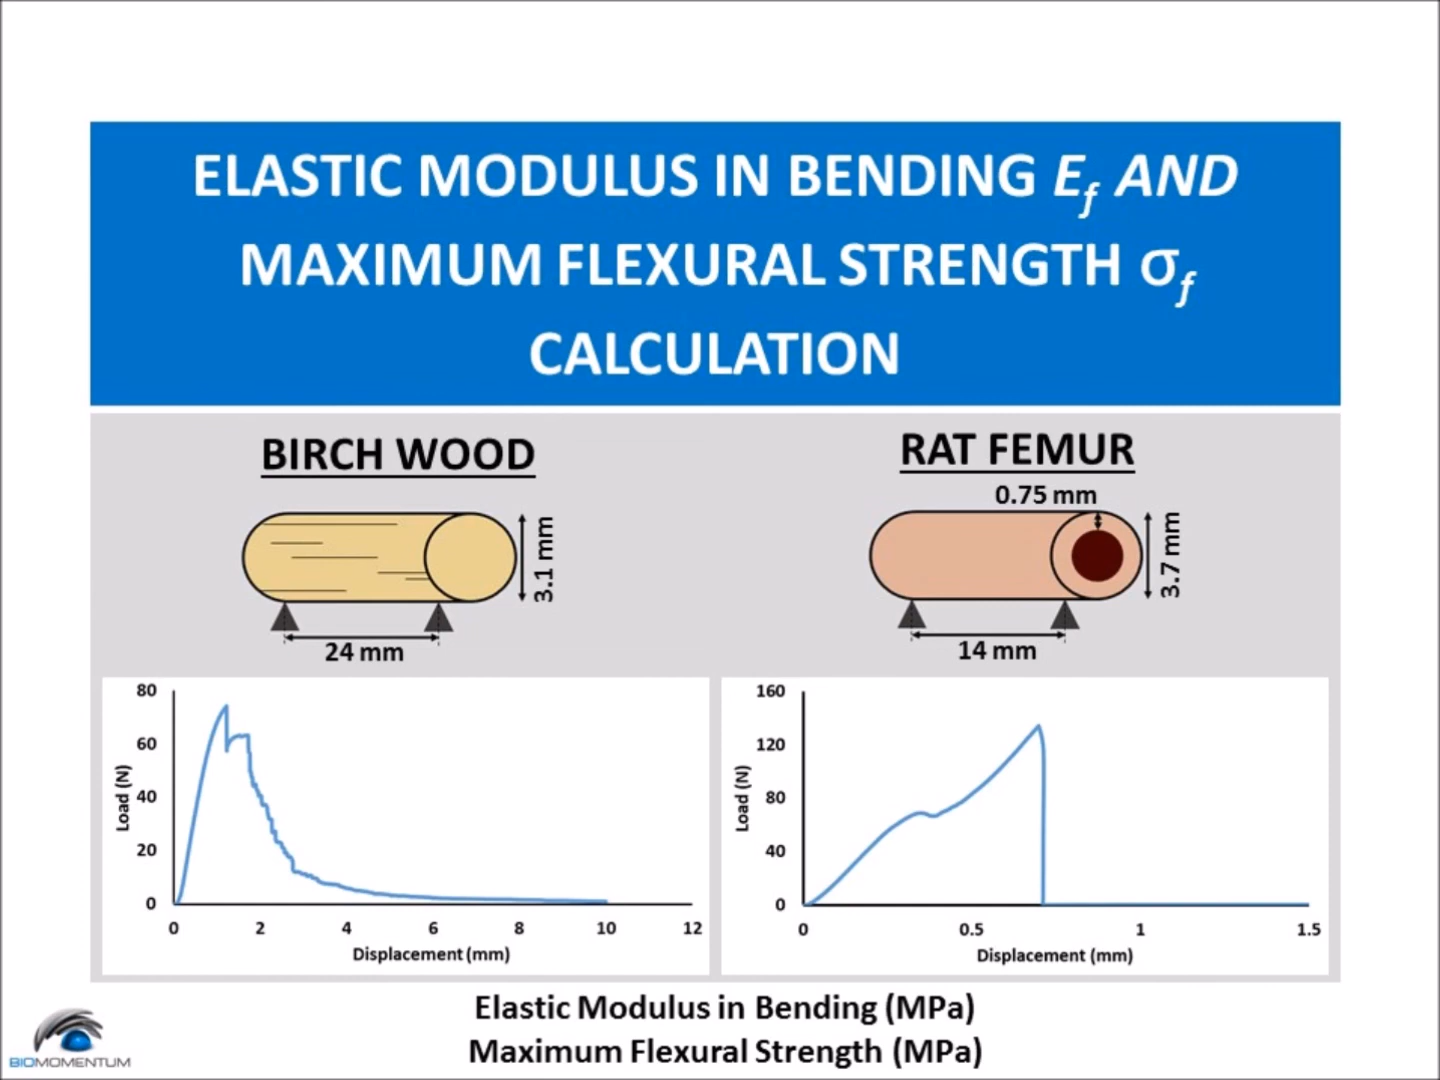 ELASTIC MODULUS IN BENDING Ef AND
MAXIMUM FLEXURAL STRENGTH σf
CALCULATION
BIRCH WOOD
3.1 mm
24 mm
RAT FEMUR
0.75 mm
3.7 mm
14 mm
80
60
40
20
0
Load (N)
0 2 4 6 8 10 12
Displacement (mm)
160
120
80
40
0
Load (N)
0 0.5 1 1.5
Displacement (mm)
Elastic Modulus in Bending (MPa)
Maximum Flexural Strength (MPa)
BIOMOMENTUM